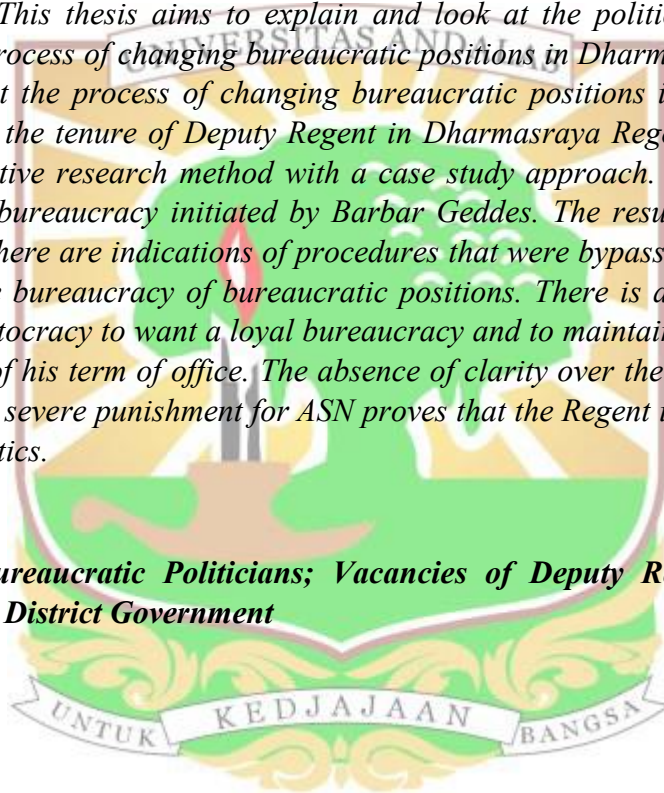 This thesis aims to explain and look at the politi
rocess of changing bureaucratic positions in Dharm
t the process of changing bureaucratic positions i
the tenure of Deputy Regent in Dharmasraya Reg
tive research method with a case study approach.
bureaucracy initiated by Barbar Geddes. The resu
here are indications of procedures that were bypass
bureaucracy of bureaucratic positions. There is a
tocracy to want a loyal bureaucracy and to maintain
of his term of office. The absence of clarity over the
severe punishment for ASN proves that the Regent i
tics.
ureaucratic Politicians; Vacancies of Deputy R
District Government
UNIVERSITAS ANDALAS
UNTUK KEDJAJAAN BANGSA